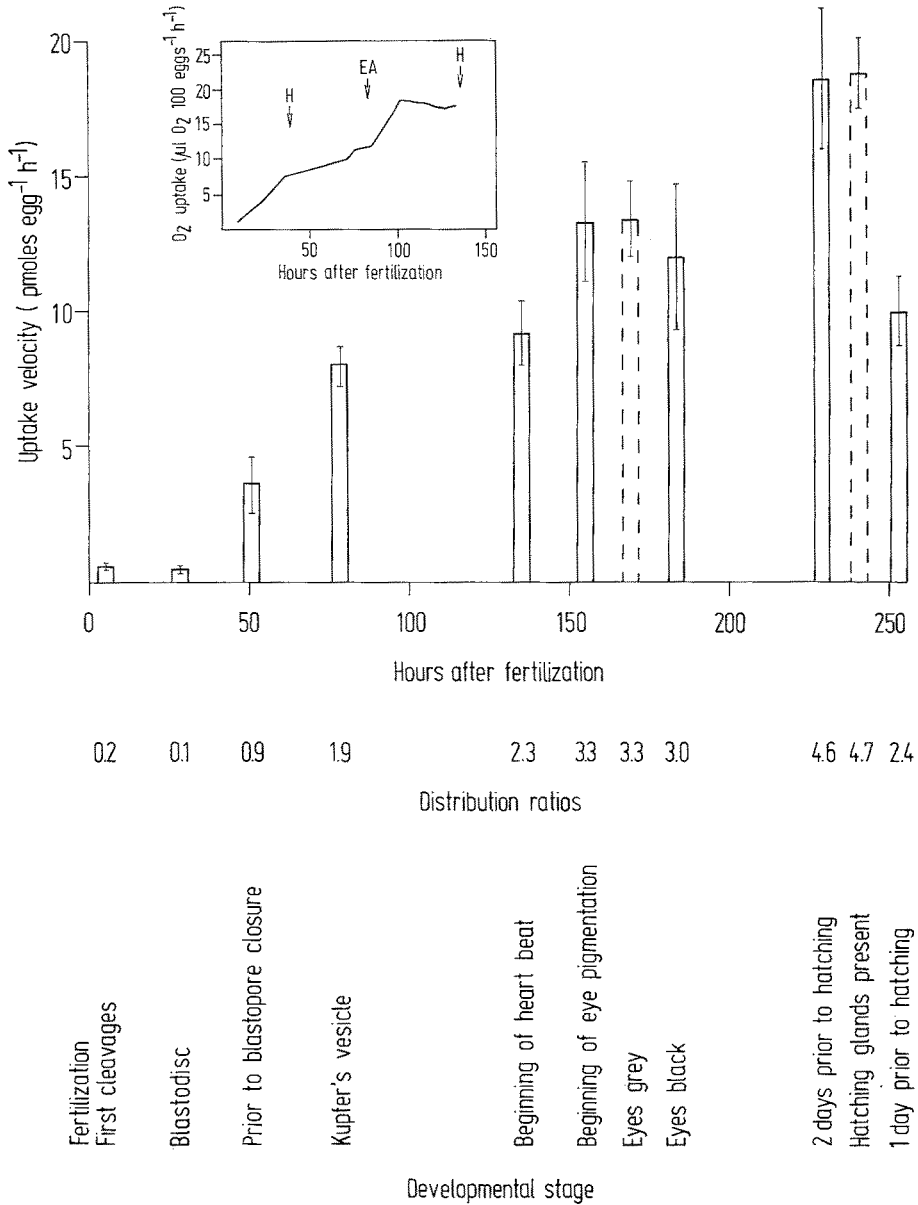 O₂ uptake (µl O₂ 100 eggs⁻¹ h⁻¹)
25
20
15
10
5
H
EA
H
50
100
150
Hours after fertilization
Uptake velocity ( pmoles egg⁻¹ h⁻¹)
20
15
10
5
0
50
100
150
200
250
Hours after fertilization
0.2 0.1 0.9 1.9 2.3 3.3 3.3 3.0 4.6 4.7 2.4
Distribution ratios
Fertilization
First cleavages
Blastodisc
Prior to blastopore closure
Kupfer's vesicle
Beginning of heart beat
Beginning of eye pigmentation
Eyes grey
Eyes black
2 days prior to hatching
Hatching glands present
1 day prior to hatching
Developmental stage